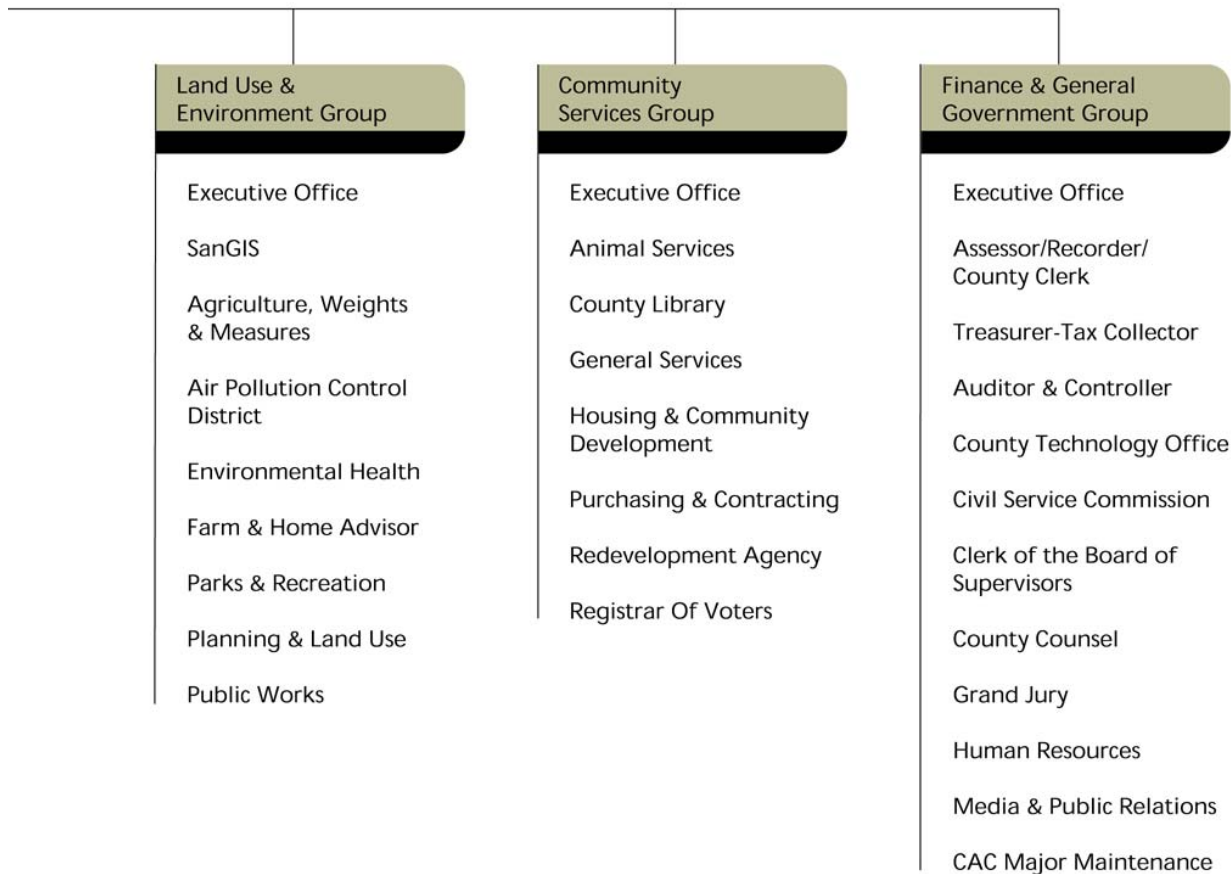 Land Use &
Environment Group
Executive Office
SanGIS
Agriculture, Weights
& Measures
Air Pollution Control
District
Environmental Health
Farm & Home Advisor
Parks & Recreation
Planning & Land Use
Public Works
Community
Services Group
Executive Office
Animal Services
County Library
General Services
Housing & Community
Development
Purchasing & Contracting
Redevelopment Agency
Registrar Of Voters
Finance & General
Government Group
Executive Office
Assessor/Recorder/
County Clerk
Treasurer-Tax Collector
Auditor & Controller
County Technology Office
Civil Service Commission
Clerk of the Board of
Supervisors
County Counsel
Grand Jury
Human Resources
Media & Public Relations
CAC Major Maintenance